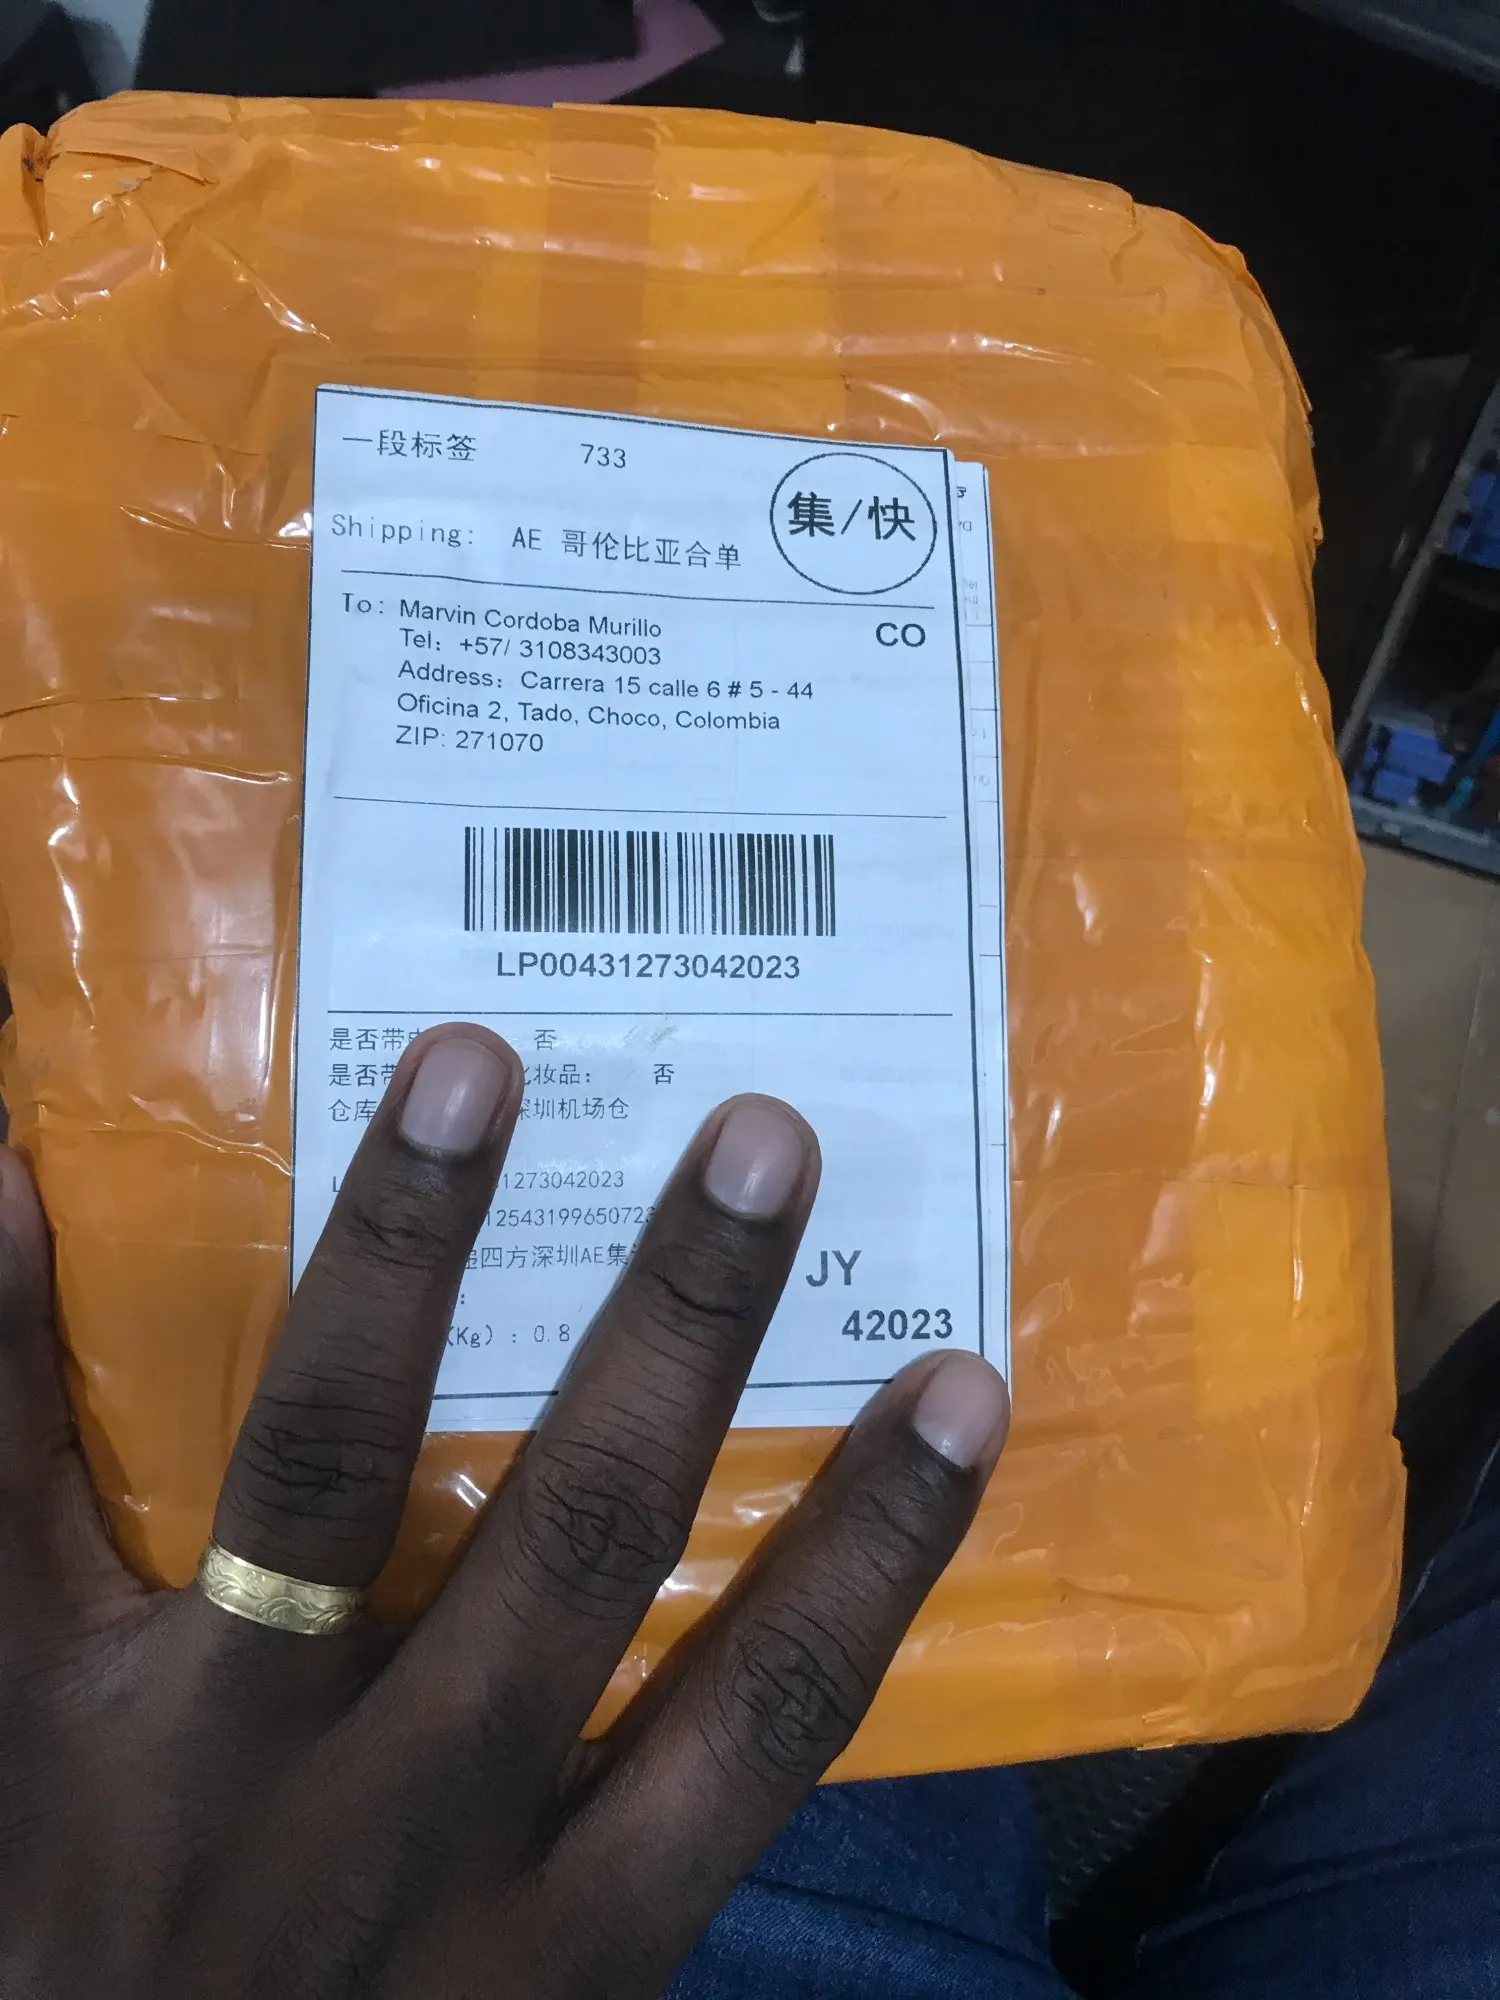 一段标签 733
集/快
Shipping: AE 哥伦比亚合单
To: Marvin Cordoba Murillo
CO
Tel: +57/ 3108343003
Address: Carrera 15 calle 6 # 5 - 44
Oficina 2, Tado, Choco, Colombia
ZIP: 271070
LP00431273042023
是否带 否
是否带 妆品: 否
仓库 深圳机场仓
1273042023
12543199650723
四方深圳AE集
JY
(Kg) : 0.8
42023